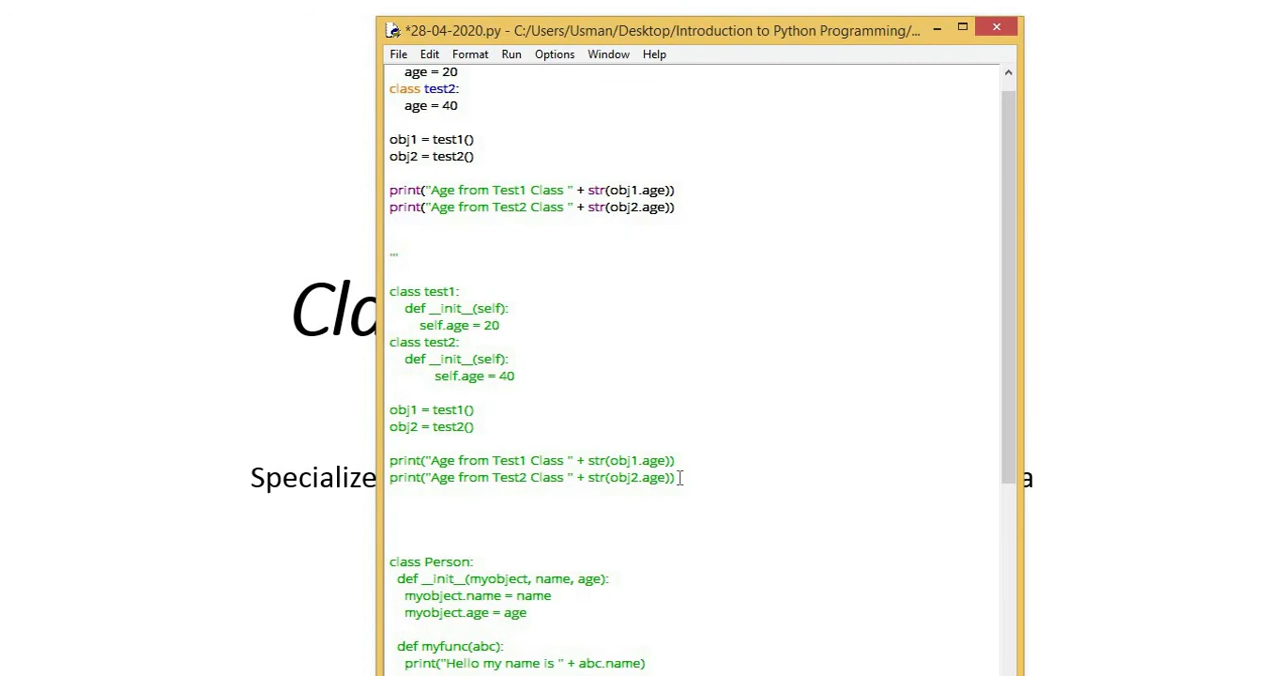 *28-04-2020.py - C:/Users/Usman/Desktop/Introduction to Python Programming/...
File Edit Format Run Options Window Help
age = 20
class test2:
age = 40
obj1 = test1()
obj2 = test2()
print("Age from Test1 Class " + str(obj1.age))
print("Age from Test2 Class " + str(obj2.age))
'''
class test1:
def __init__(self):
self.age = 20
class test2:
def __init__(self):
self.age = 40
obj1 = test1()
obj2 = test2()
print("Age from Test1 Class " + str(obj1.age))
print("Age from Test2 Class " + str(obj2.age))
class Person:
def __init__(myobject, name, age):
myobject.name = name
myobject.age = age
def myfunc(abc):
print("Hello my name is " + abc.name)
Cl
Specialize
a